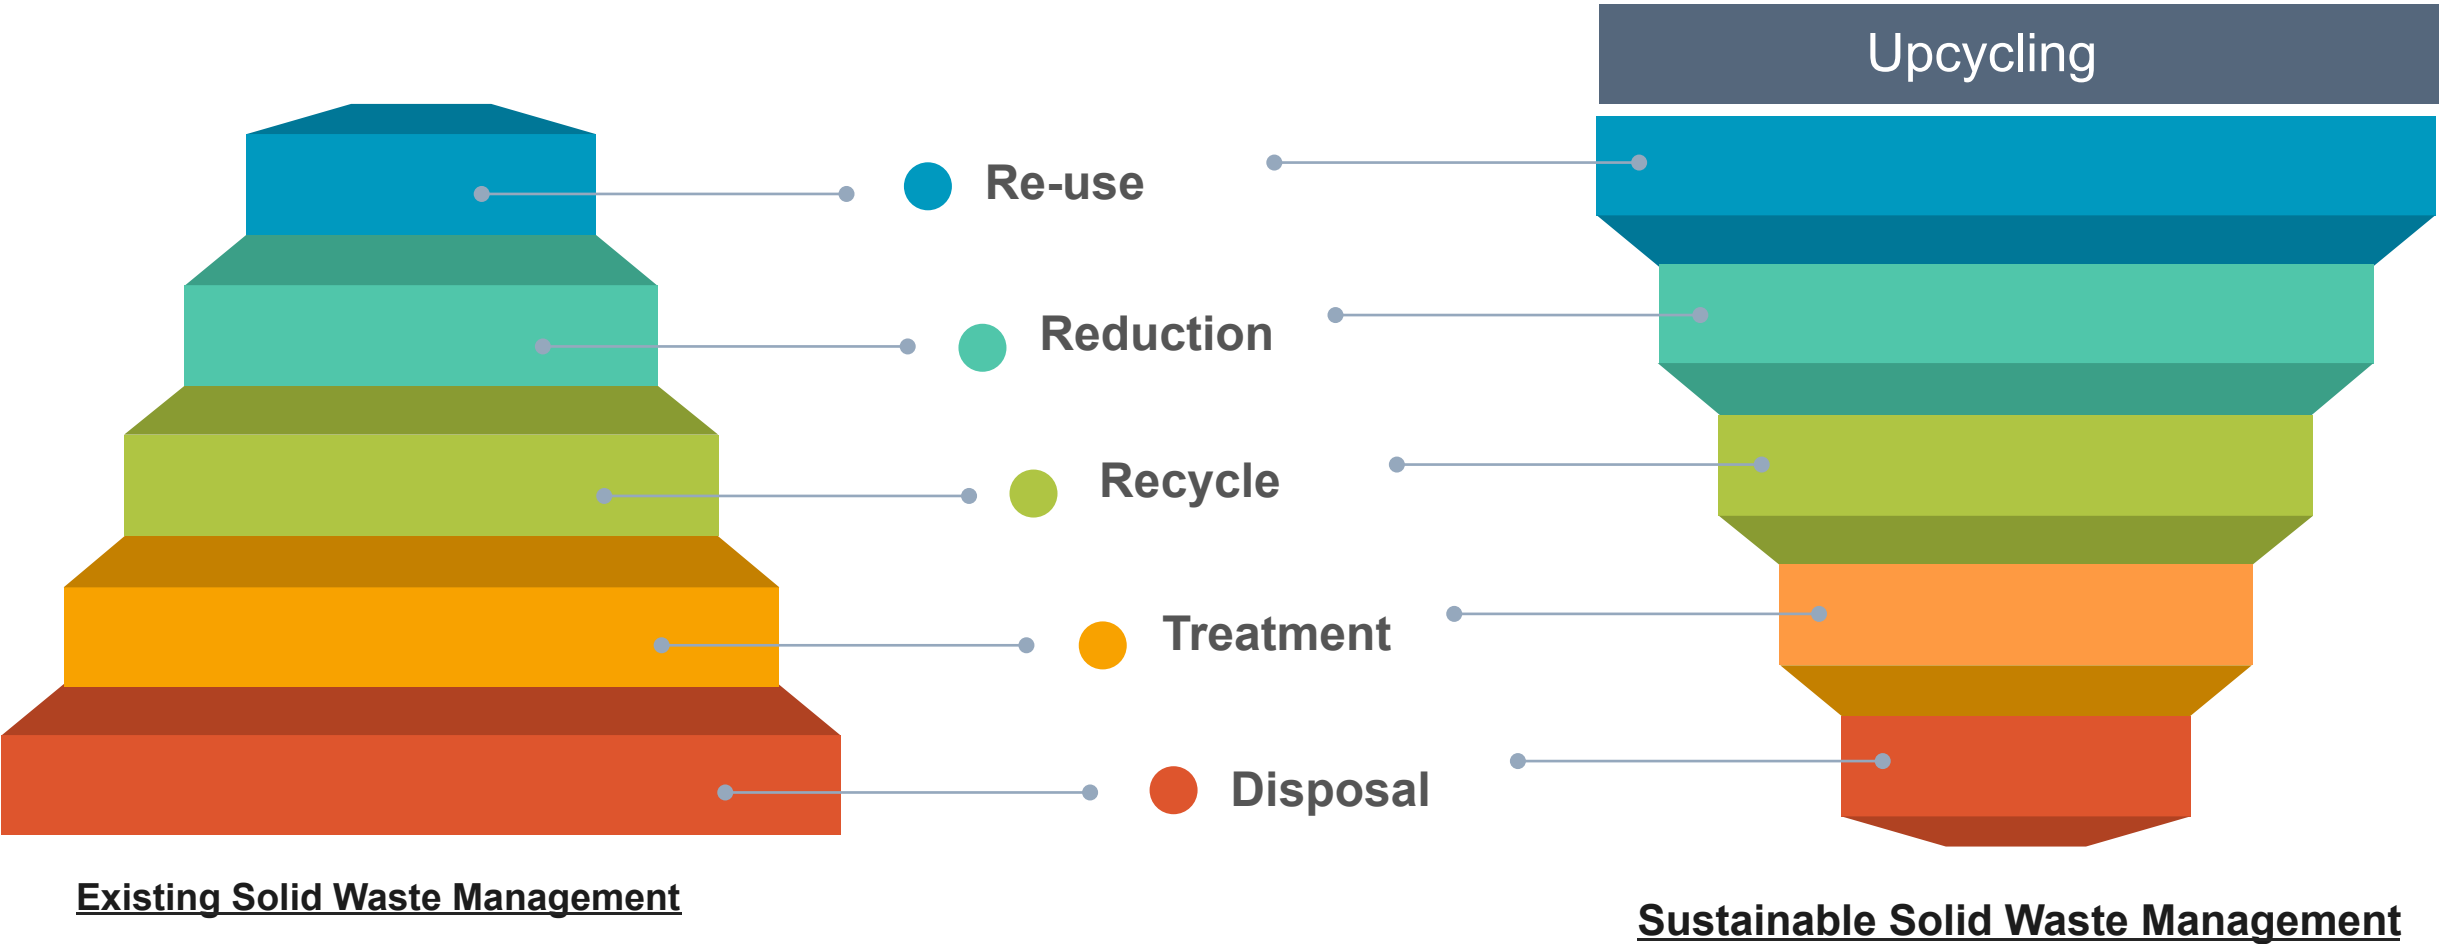 Upcycling
Re-use
Reduction
Recycle
Treatment
Disposal
Existing Solid Waste Management
Sustainable Solid Waste Management